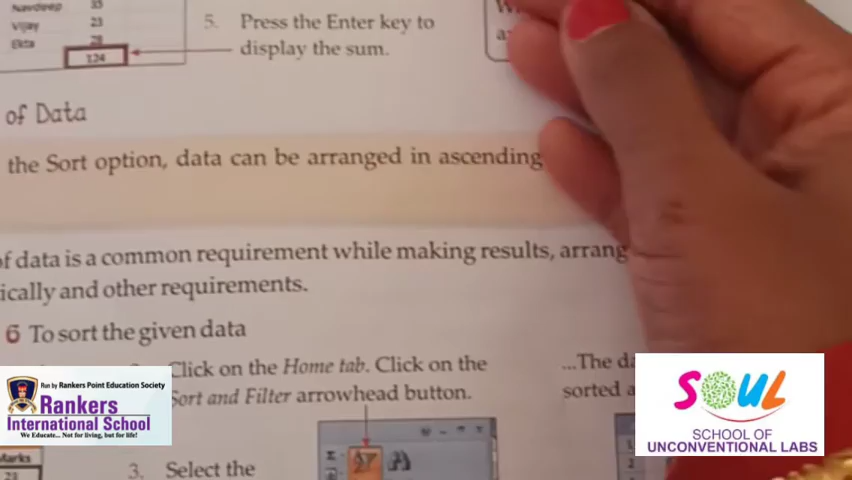 Navdeep
Vijay 23
Ekta 28
124
5. Press the Enter key to
display the sum.
of Data
the Sort option, data can be arranged in ascending
of data is a common requirement while making results, arrang
ically and other requirements.
6 To sort the given data
Click on the Home tab. Click on the
Sort and Filter arrowhead button.
...The da
sorted a
3. Select the
Marks
Run by Rankers Point Education Society
Rankers
International School
We Educate... Not for living, but for life!
SOUL
SCHOOL OF
UNCONVENTIONAL LABS